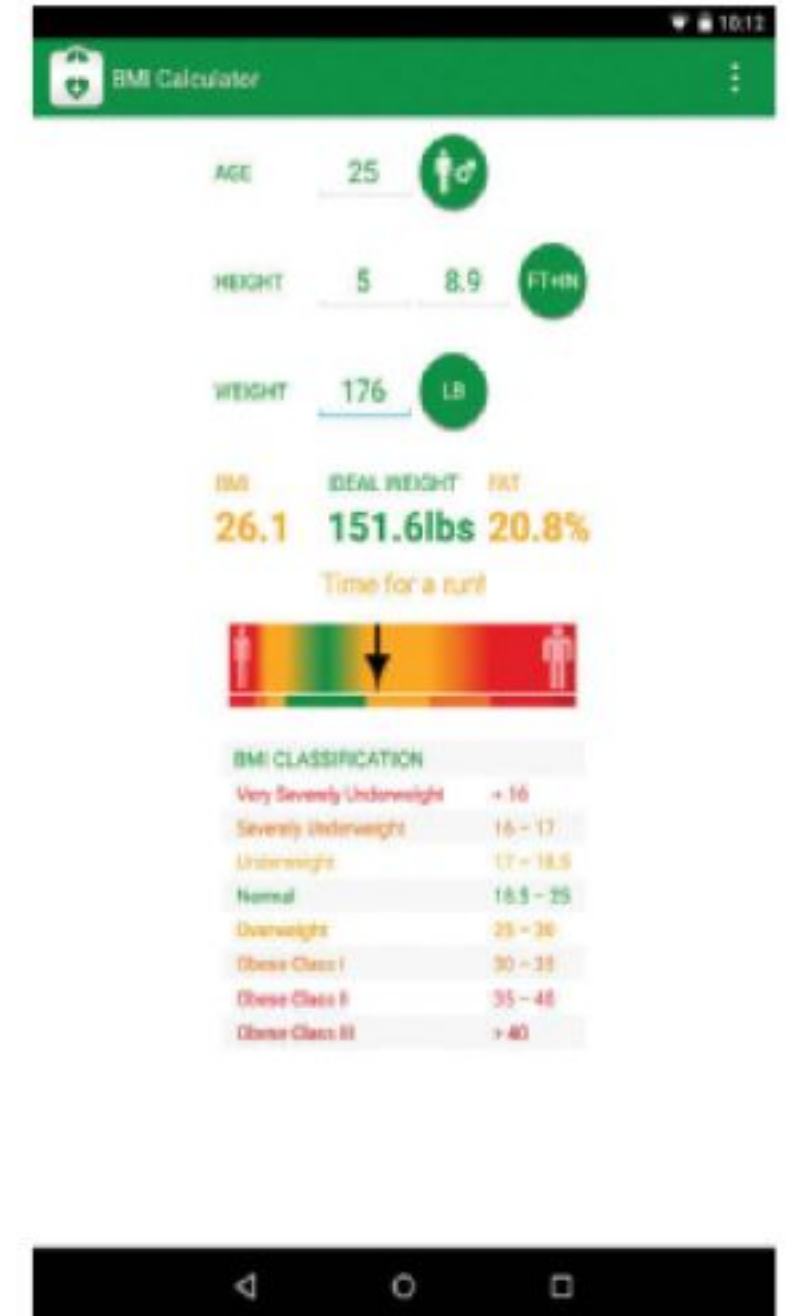 10:12
BMI Calculator
AGE 25
HEIGHT 5 8.9 FT+IN
WEIGHT 176 LB
BMI IDEAL WEIGHT FAT
26.1 151.6lbs 20.8%
Time for a run!
BMI CLASSIFICATION
Very Severely Underweight < 16
Severely Underweight 16 - 17
Underweight 17 - 18.5
Normal 18.5 - 25
Overweight 25 - 30
Obese Class I 30 - 35
Obese Class II 35 - 40
Obese Class III > 40